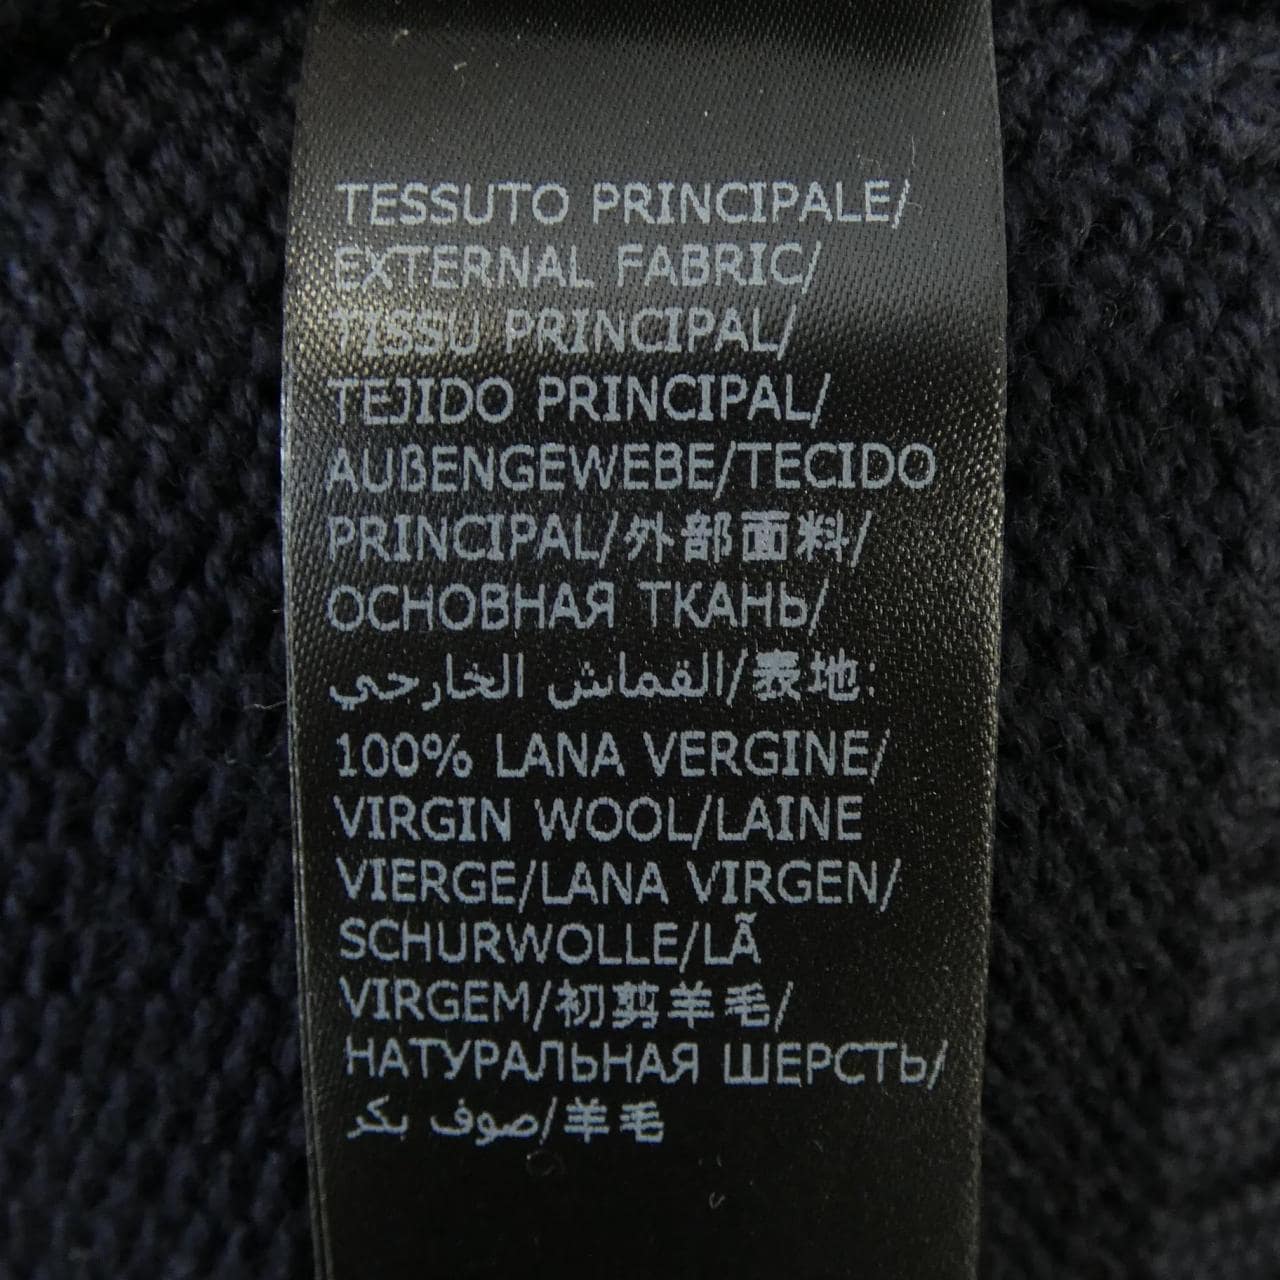 TESSUTO PRINCIPALE/
EXTERNAL FABRIC/
TISSU PRINCIPAL/
TEJIDO PRINCIPAL/
AUßENGEWEBE/TECIDO
PRINCIPAL/外部面料/
ОСНОВНАЯ ТКАНЬ/
القماش الخارجي/表地:
100% LANA VERGINE/
VIRGIN WOOL/LAINE
VIERGE/LANA VIRGEN/
SCHURWOLLE/LÃ
VIRGEM/初剪羊毛/
НАТУРАЛЬНАЯ ШЕРСТЬ/
صوف بكر/羊毛